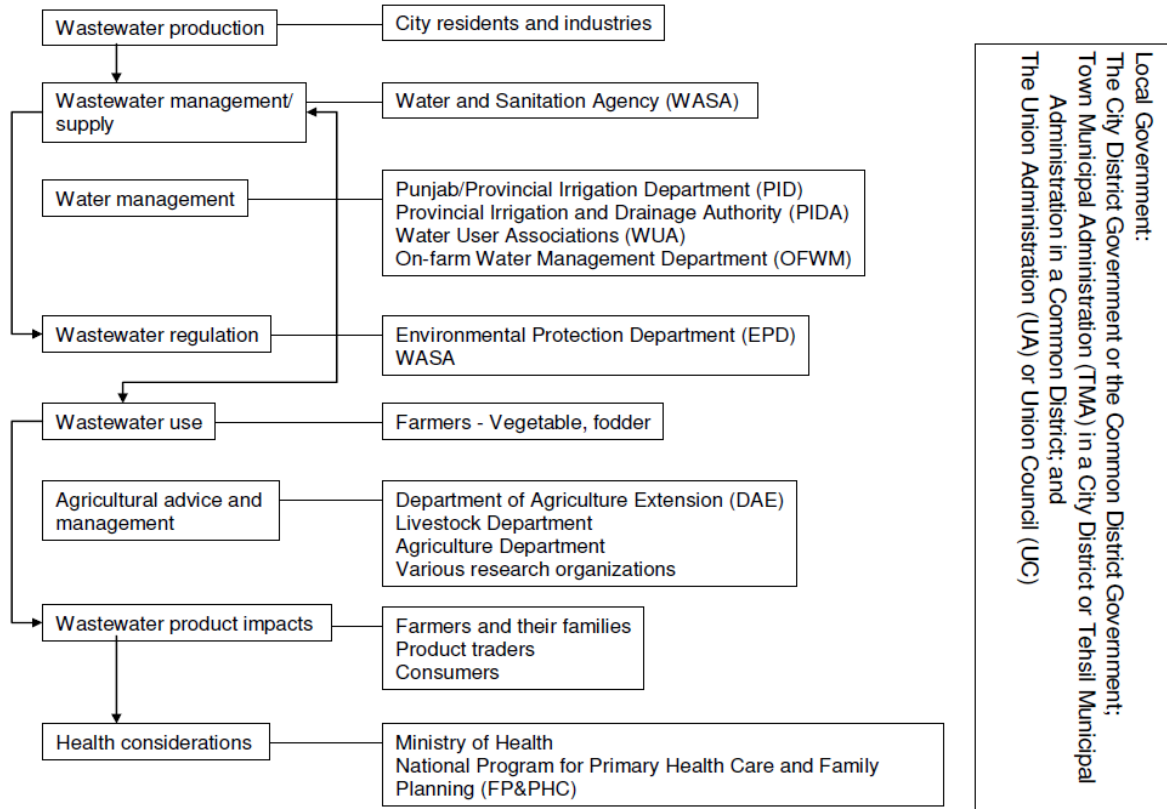 Wastewater production
City residents and industries
Wastewater management/
supply
Water and Sanitation Agency (WASA)
Water management
Punjab/Provincial Irrigation Department (PID)
Provincial Irrigation and Drainage Authority (PIDA)
Water User Associations (WUA)
On-farm Water Management Department (OFWM)
Wastewater regulation
Environmental Protection Department (EPD)
WASA
Wastewater use
Farmers - Vegetable, fodder
Agricultural advice and
management
Department of Agriculture Extension (DAE)
Livestock Department
Agriculture Department
Various research organizations
Wastewater product impacts
Farmers and their families
Product traders
Consumers
Health considerations
Ministry of Health
National Program for Primary Health Care and Family
Planning (FP&PHC)
Local Government:
The City District Government or the Common District Government;
Town Municipal Administration (TMA) in a City District or Tehsil Municipal
Administration in a Common District; and
The Union Administration (UA) or Union Council (UC)